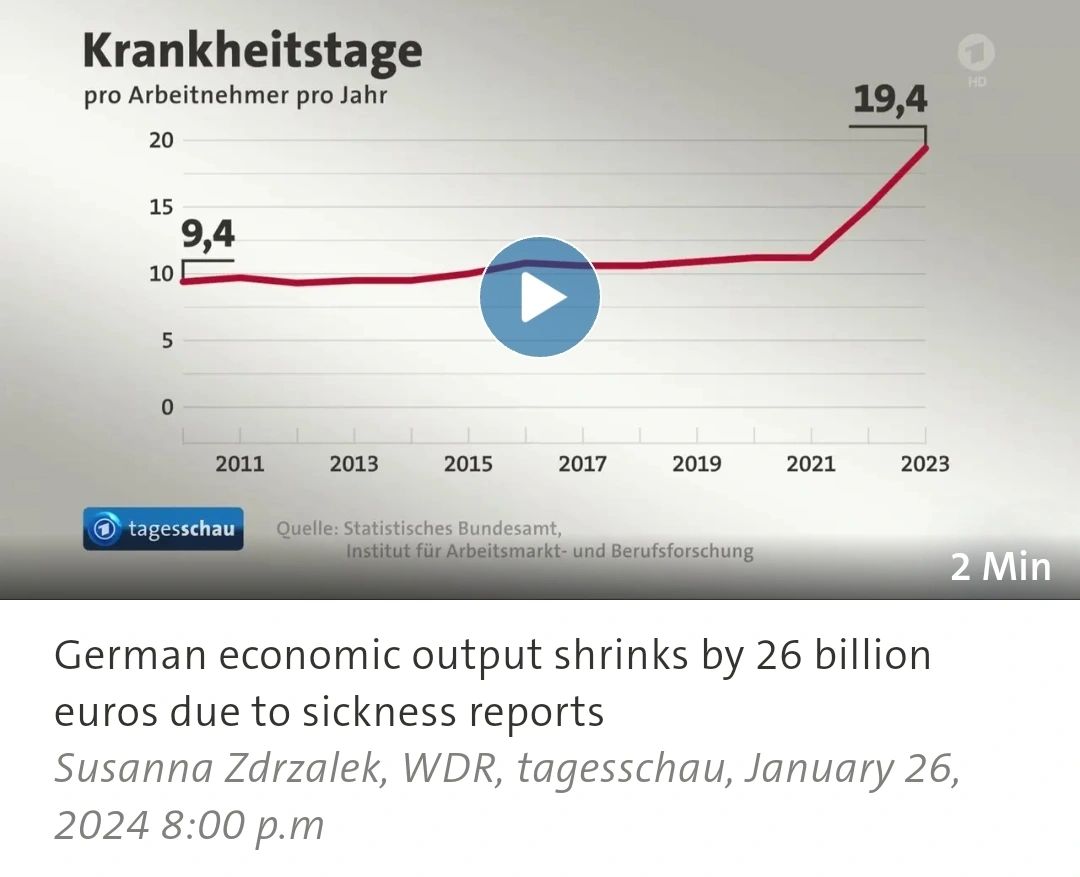 Krankheitstage
pro Arbeitnehmer pro Jahr
1
HD
19,4
20
15
9,4
10
5
0
2011 2013 2015 2017 2019 2021 2023
1 tagesschau
Quelle: Statistisches Bundesamt,
Institut für Arbeitsmarkt- und Berufsforschung
2 Min
German economic output shrinks by 26 billion
euros due to sickness reports
Susanna Zdrzalek, WDR, tagesschau, January 26,
2024 8:00 p.m